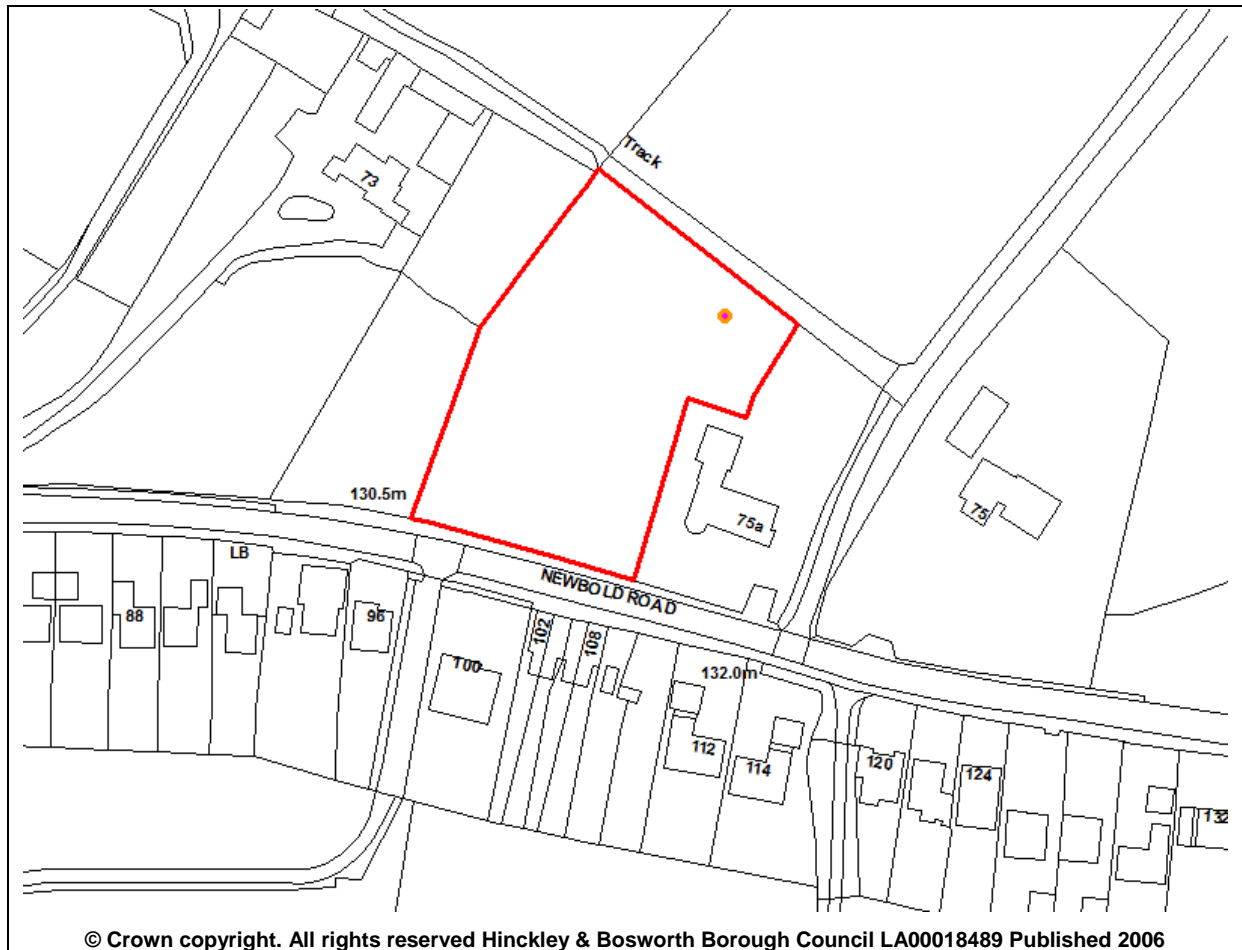 Track
73
130.5m
75a
75
LB
NEWBOLD ROAD
88
96
102
108
100
132.0m
112
114
120
124
132
© Crown copyright. All rights reserved Hinckley & Bosworth Borough Council LA00018489 Published 2006